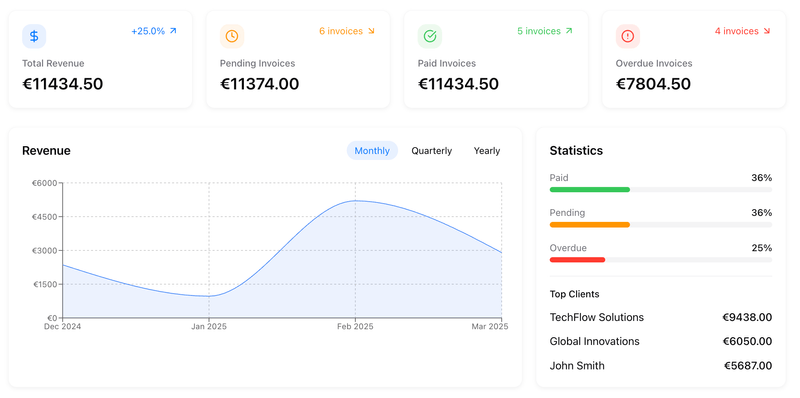 +25.0%
Total Revenue
€11434.50
6 invoices
Pending Invoices
€11374.00
5 invoices
Paid Invoices
€11434.50
4 invoices
Overdue Invoices
€7804.50
Revenue
Monthly Quarterly Yearly
€6000
€4500
€3000
€1500
€0
Dec 2024 Jan 2025 Feb 2025 Mar 2025
Statistics
Paid 36%
Pending 36%
Overdue 25%
Top Clients
TechFlow Solutions €9438.00
Global Innovations €6050.00
John Smith €5687.00